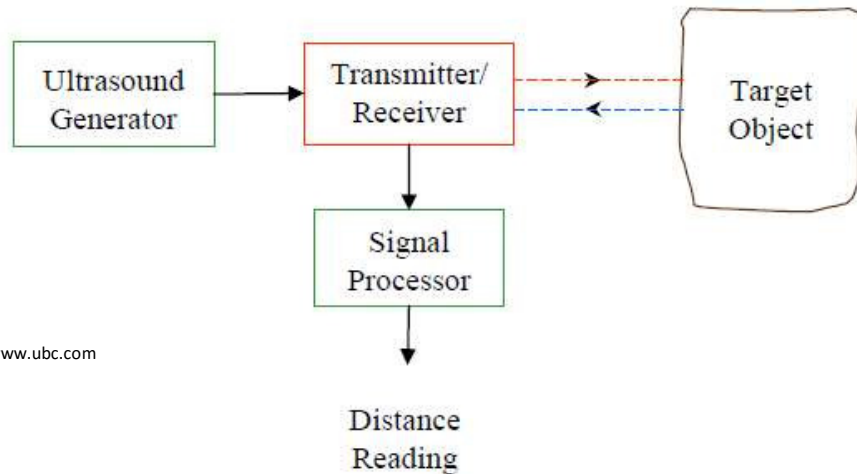 Ultrasound
Generator
Transmitter/
Receiver
Target
Object
Signal
Processor
ww.ubc.com
Distance
Reading